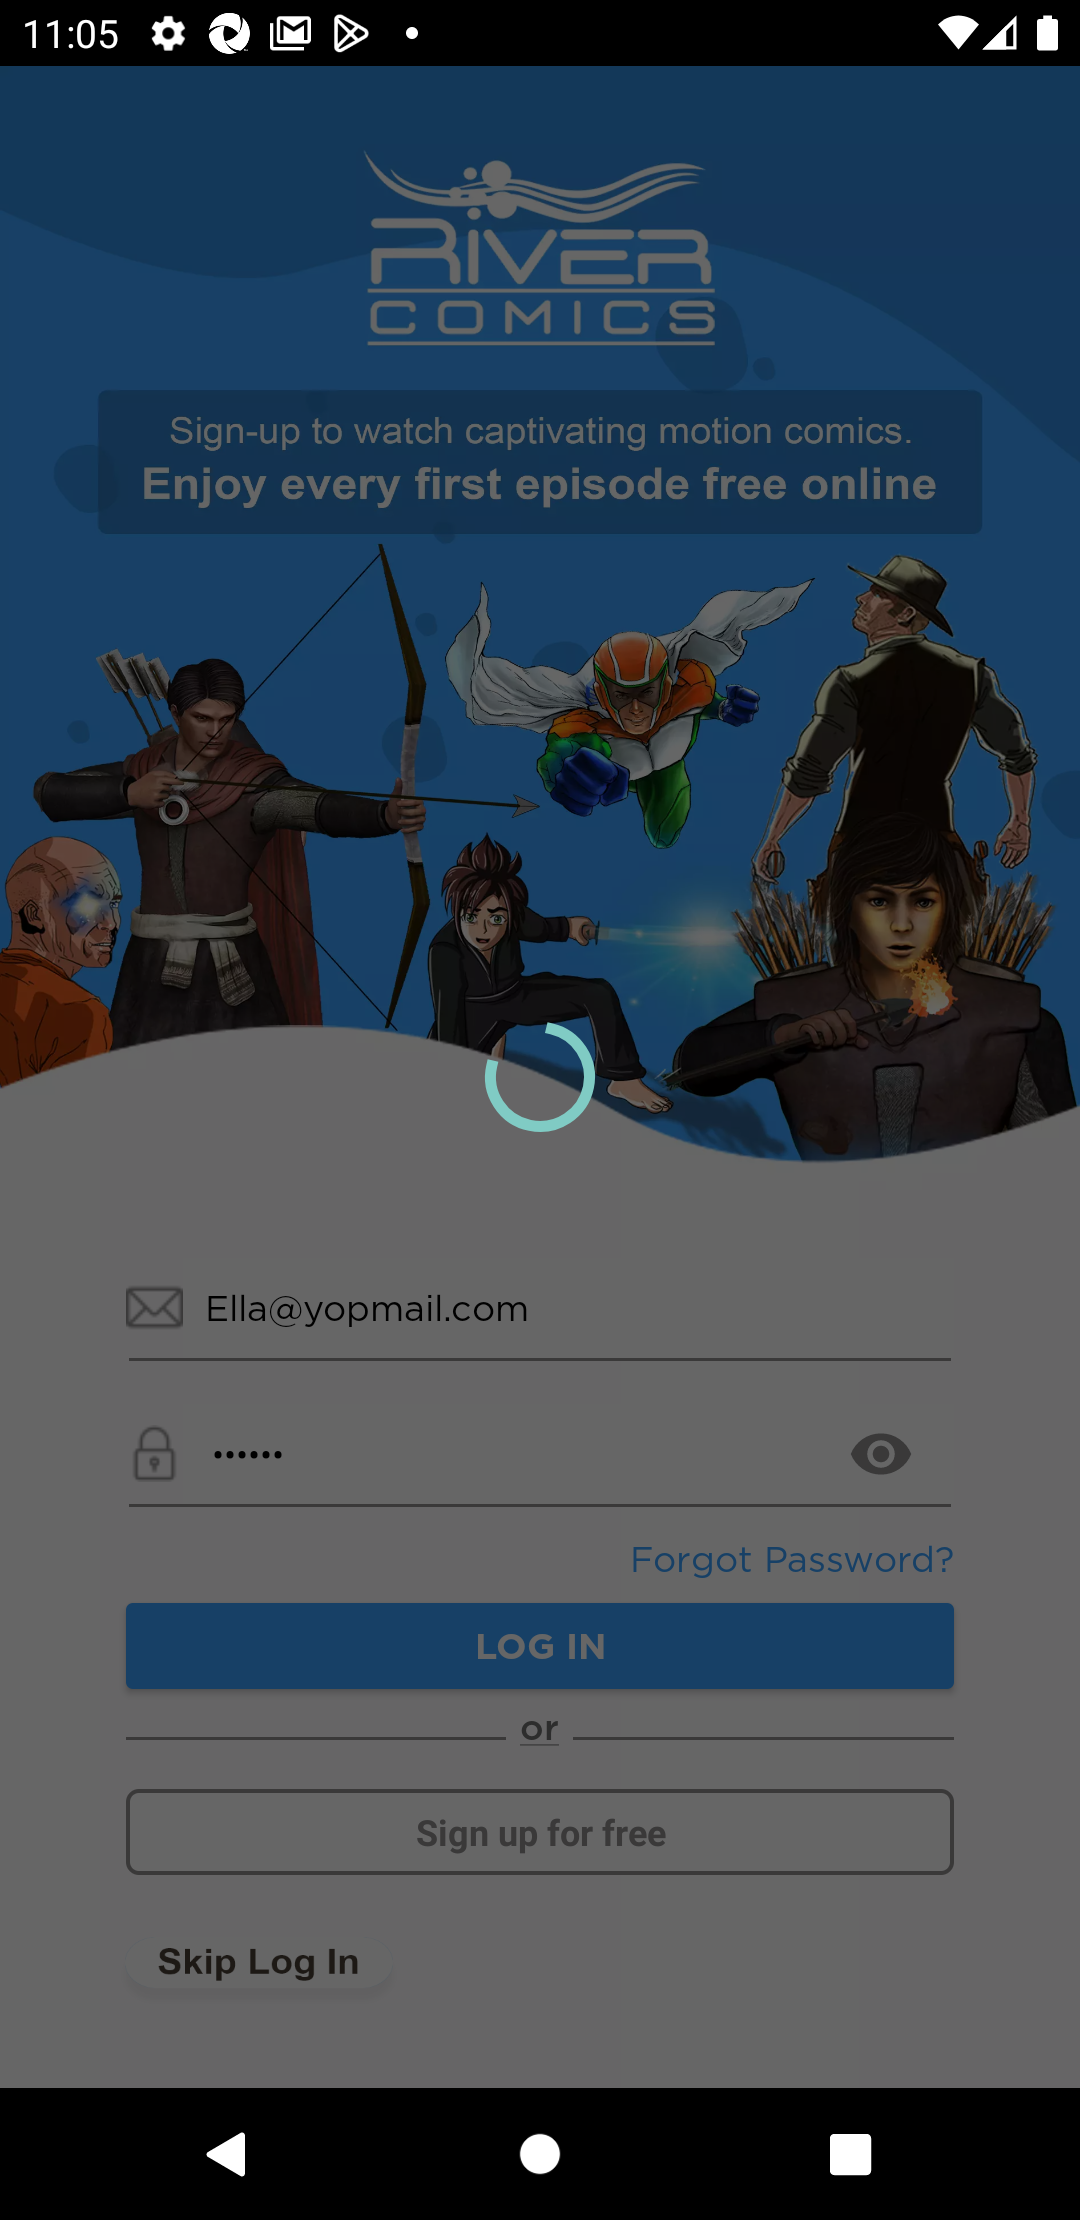 11:05
RIVER
COMICS
Sign-up to watch captivating motion comics.
Enjoy every first episode free online
Ella@yopmail.com
••••••
Forgot Password?
LOG IN
or
Sign up for free
Skip Log In